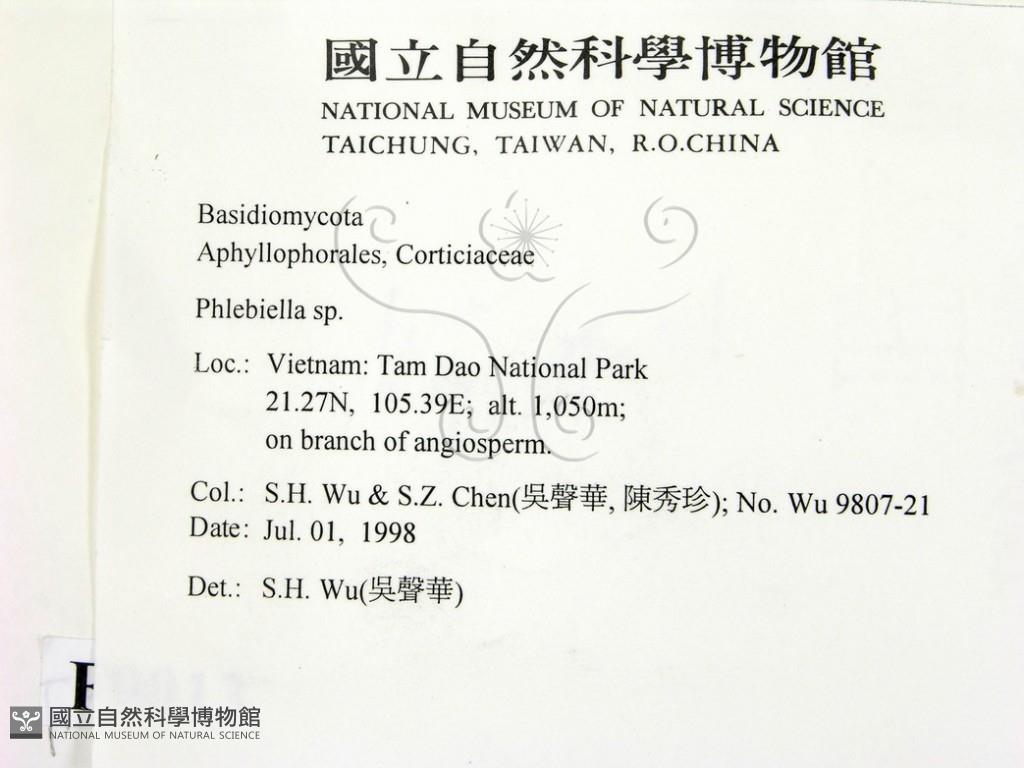 國立自然科學博物館
NATIONAL MUSEUM OF NATURAL SCIENCE
TAICHUNG, TAIWAN, R.O.CHINA
Basidiomycota
Aphyllophorales, Corticiaceae
Phlebiella sp.
Loc.: Vietnam: Tam Dao National Park
21.27N, 105.39E; alt. 1,050m;
on branch of angiosperm.
Col.: S.H. Wu & S.Z. Chen(吳聲華, 陳秀珍); No. Wu 9807-21
Date: Jul. 01, 1998
Det.: S.H. Wu(吳聲華)
國立自然科學博物館
NATIONAL MUSEUM OF NATURAL SCIENCE